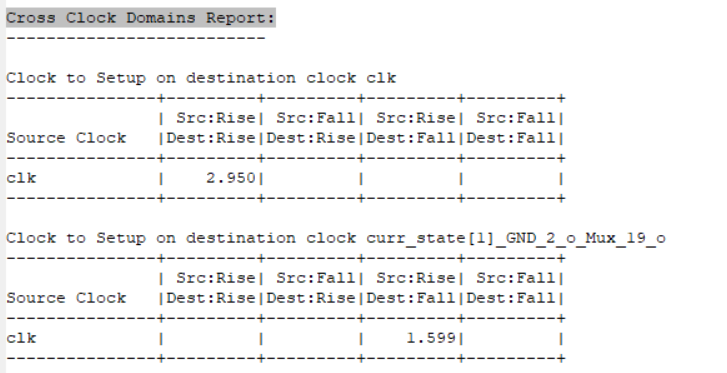 Cross Clock Domains Report:
--------------------------
Clock to Setup on destination clock clk
---------------+---------+---------+---------+---------+
               | Src:Rise| Src:Fall| Src:Rise| Src:Fall|
Source Clock   |Dest:Rise|Dest:Rise|Dest:Fall|Dest:Fall|
---------------+---------+---------+---------+---------+
clk            |    2.950|         |         |         |
---------------+---------+---------+---------+---------+
Clock to Setup on destination clock curr_state[1]_GND_2_o_Mux_19_o
---------------+---------+---------+---------+---------+
               | Src:Rise| Src:Fall| Src:Rise| Src:Fall|
Source Clock   |Dest:Rise|Dest:Rise|Dest:Fall|Dest:Fall|
---------------+---------+---------+---------+---------+
clk            |         |         |    1.599|         |
---------------+---------+---------+---------+---------+